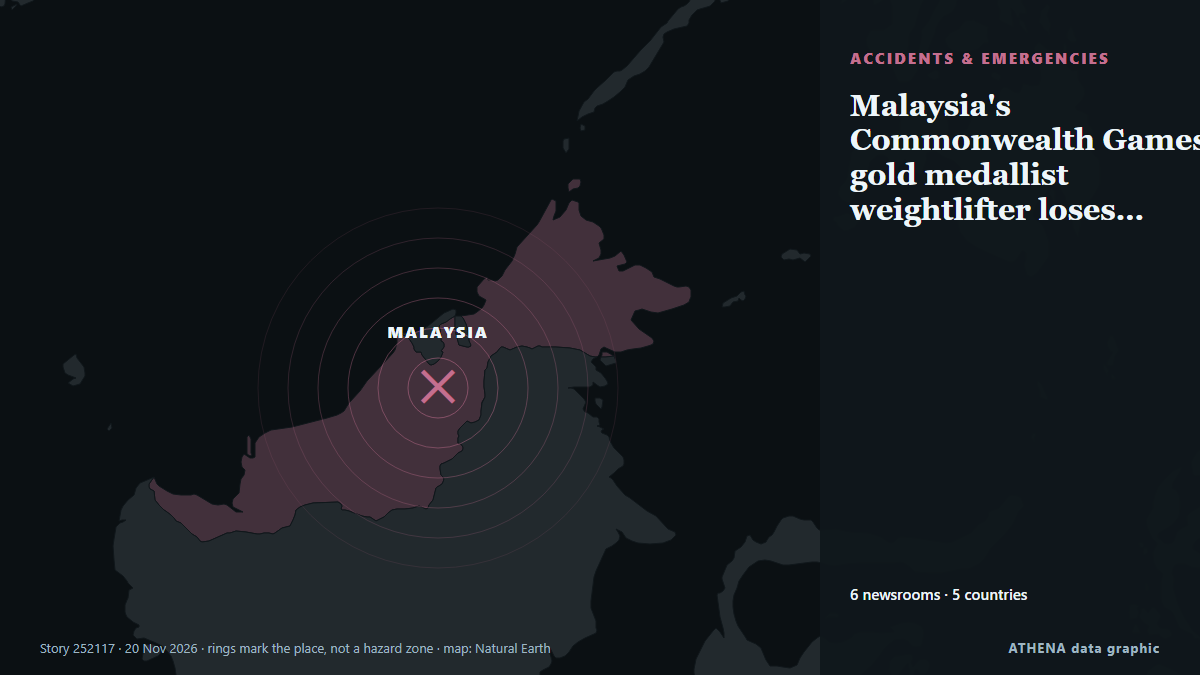 ACCIDENTS & EMERGENCIES
Malaysia's
Commonwealth Games
gold medallist
weightlifter loses...
MALAYSIA
6 newsrooms · 5 countries
Story 252117 · 20 Nov 2026 · rings mark the place, not a hazard zone · map: Natural Earth
ATHENA data graphic